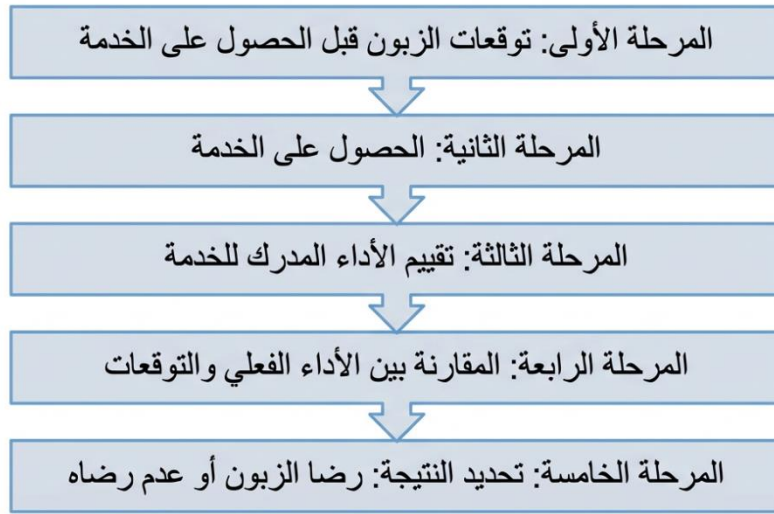 المرحلة الأولى: توقعات الزبون قبل الحصول على الخدمة
المرحلة الثانية: الحصول على الخدمة
المرحلة الثالثة: تقييم الأداء المدرك للخدمة
المرحلة الرابعة: المقارنة بين الأداء الفعلي والتوقعات
المرحلة الخامسة: تحديد النتيجة: رضا الزبون أو عدم رضاه